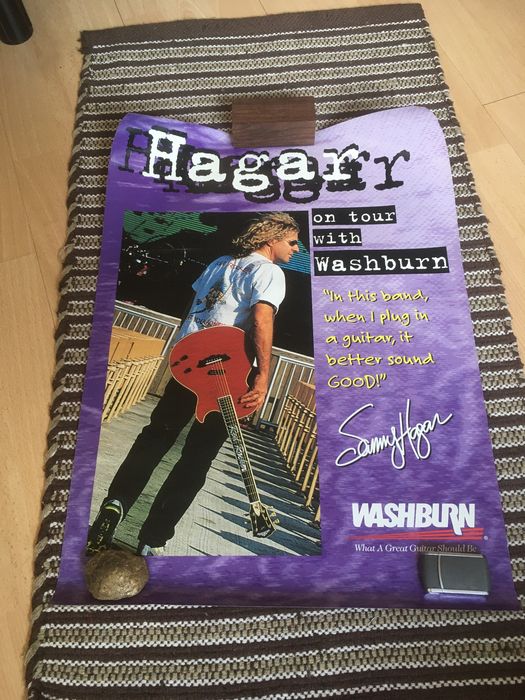 Hagar
on tour
with
Washburn
"In this band,
when I plug in
a guitar, it
better sound
GOOD!"
Sammy Hagar
WASHBURN
What A Great Guitar Should Be